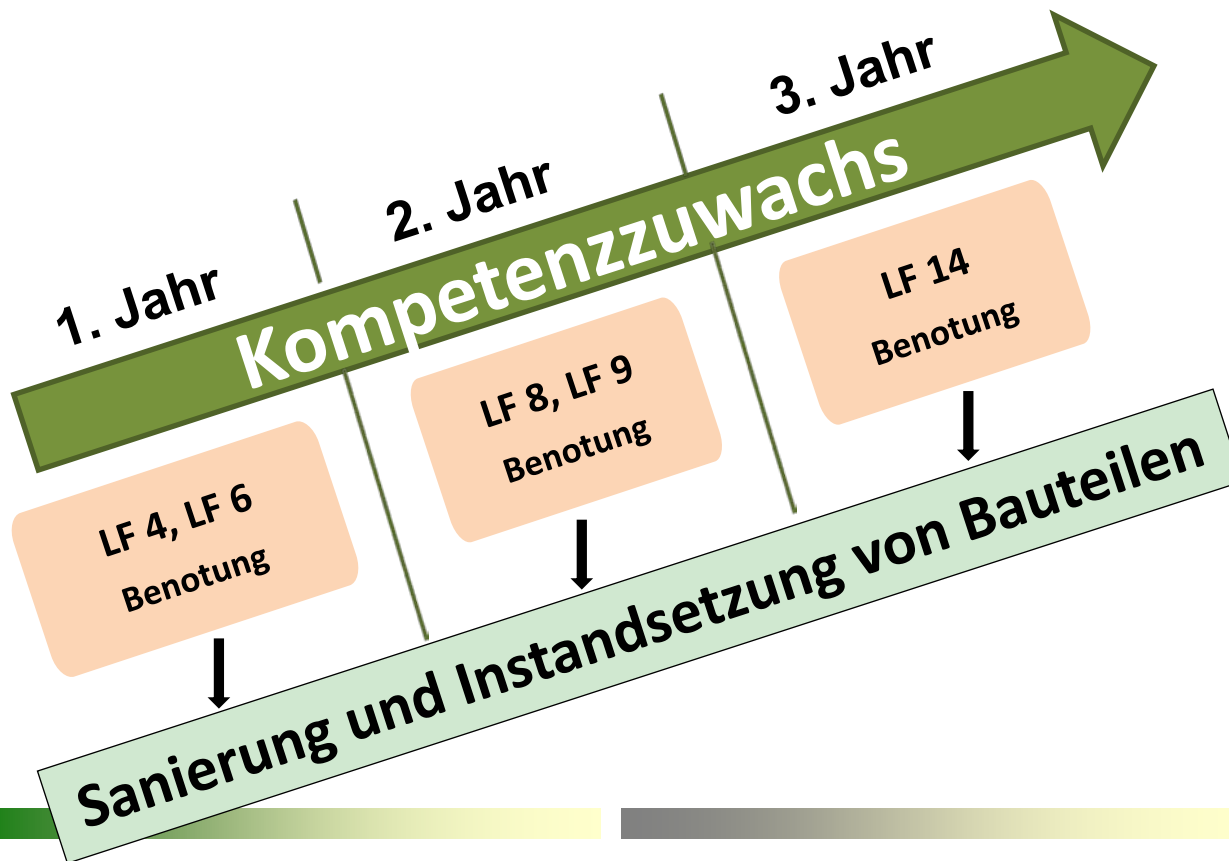 1. Jahr
2. Jahr
3. Jahr
Kompetenzzuwachs
LF 4, LF 6
Benotung
LF 8, LF 9
Benotung
LF 14
Benotung
Sanierung und Instandsetzung von Bauteilen